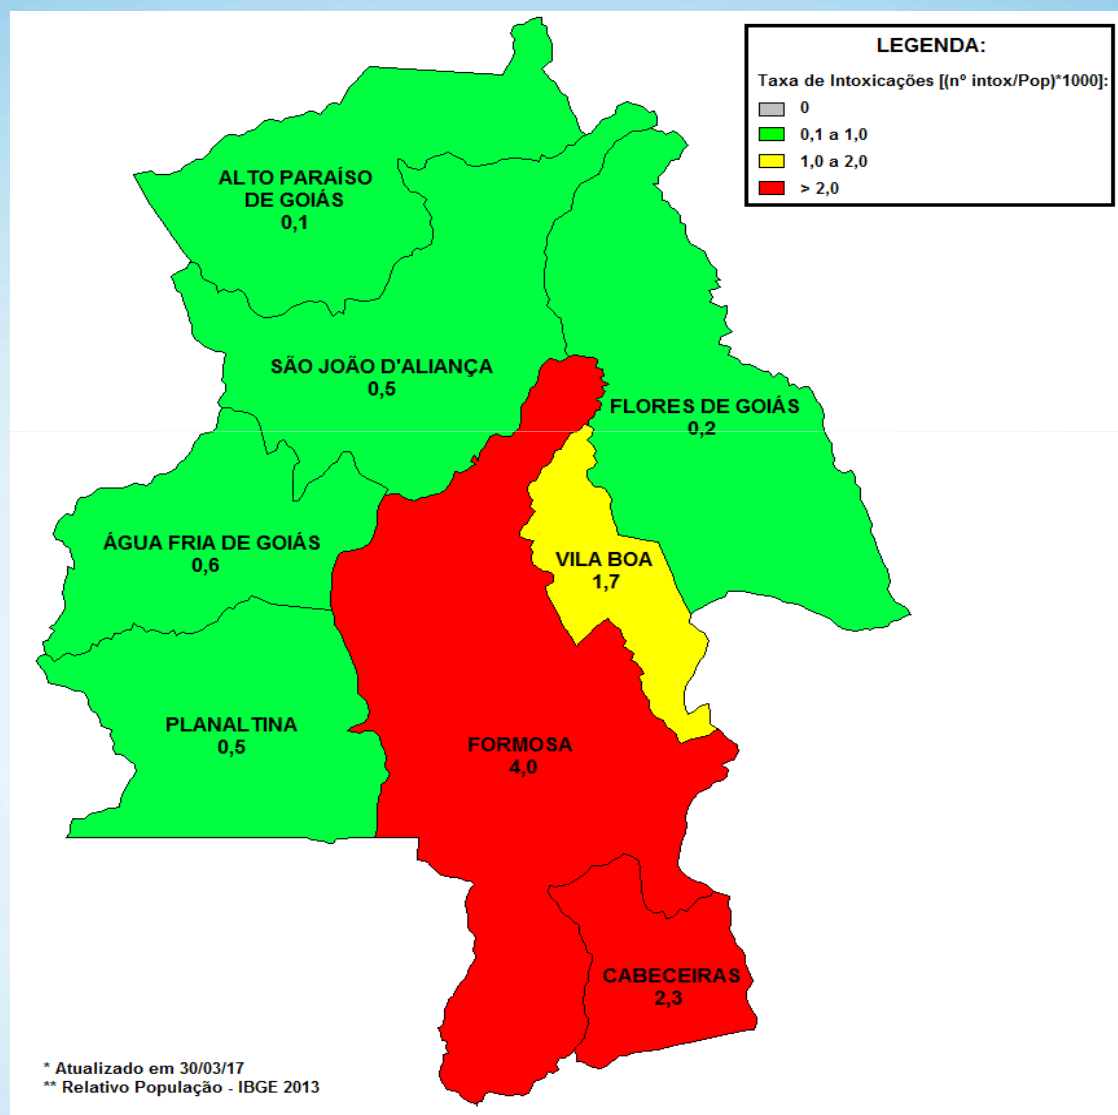 LEGENDA:
Taxa de Intoxicações [(nº intox/Pop)*1000]:
0
0,1 a 1,0
1,0 a 2,0
> 2,0
ALTO PARAÍSO
DE GOIÁS
0,1
SÃO JOÃO D'ALIANÇA
0,5
FLORES DE GOIÁS
0,2
ÁGUA FRIA DE GOIÁS
0,6
VILA BOA
1,7
PLANALTINA
0,5
FORMOSA
4,0
CABECEIRAS
2,3
* Atualizado em 30/03/17
** Relativo População - IBGE 2013